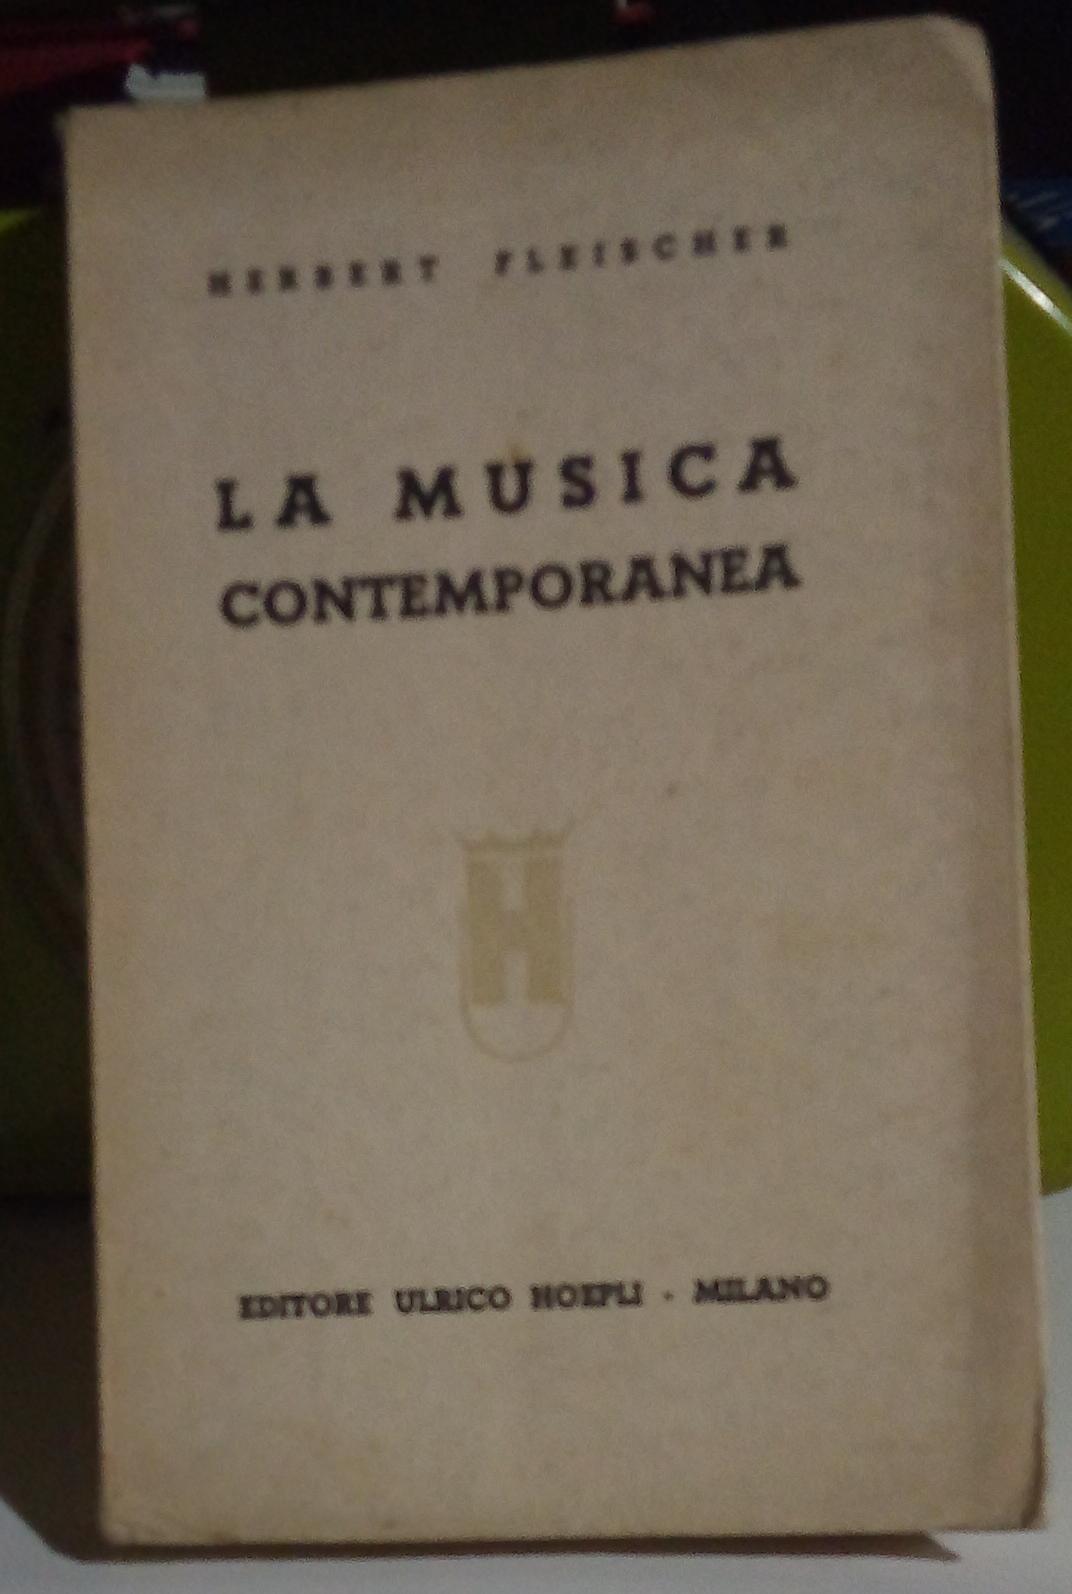 HERBERT FLEISCHER
LA MUSICA
CONTEMPORANEA
H
EDITORE ULRICO HOEPLI · MILANO